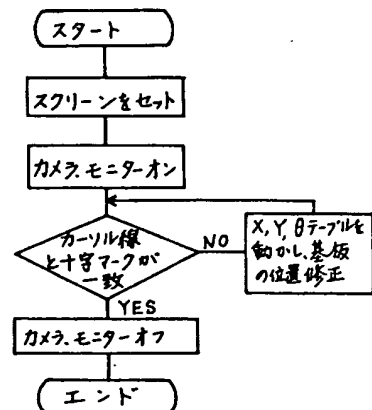 スタート
スクリーンをセット
カメラ、モニターオン
カーソル線
と十字マークが
一致
NO
X, Y, θテーブルを
動かし、基板
の位置修正
YES
カメラ、モニターオフ
エンド